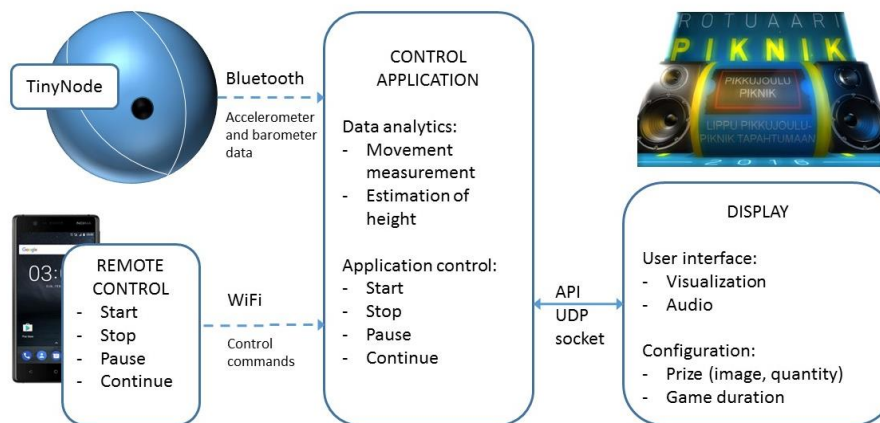 TinyNode
Bluetooth
Accelerometer
and barometer
data
REMOTE
CONTROL
- Start
- Stop
- Pause
- Continue
Google
WiFi
Control
commands
CONTROL
APPLICATION
Data analytics:
- Movement
measurement
- Estimation of
height
Application control:
- Start
- Stop
- Pause
- Continue
API
UDP
socket
ROTUAARI
PIKNIK
PIKKUJOULU
PIKNIK
LIPPU PIKKUJOULU-
PIKNIK TAPAHTUMAAN
2016
DISPLAY
User interface:
- Visualization
- Audio
Configuration:
- Prize (image, quantity)
- Game duration